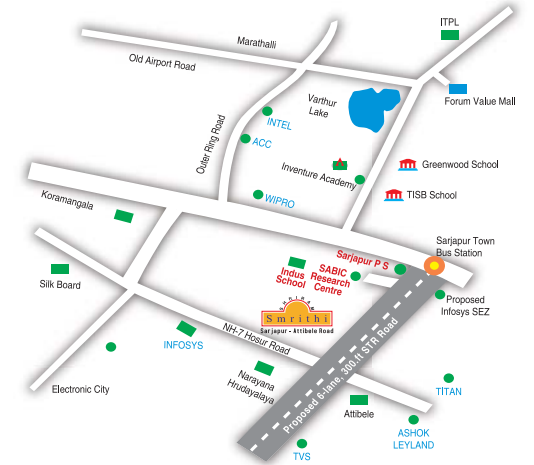 ITPL
Marathalli
Old Airport Road
Forum Value Mall
Varthur
Lake
INTEL
ACC
Outer Ring Road
Inventure Academy
Greenwood School
TISB School
WIPRO
Koramangala
Sarjapur Town
Bus Station
Sarjapur P S
SABIC
Research
Centre
Indus
School
Silk Board
Proposed
Infosys SEZ
sunrise
Smrithi
Sarjapur - Attibele Road
NH-7 Hosur Road
INFOSYS
Narayana
Hrudayalaya
Proposed 6-lane, 300.ft STR Road
Electronic City
TITAN
Attibele
ASHOK
LEYLAND
TVS